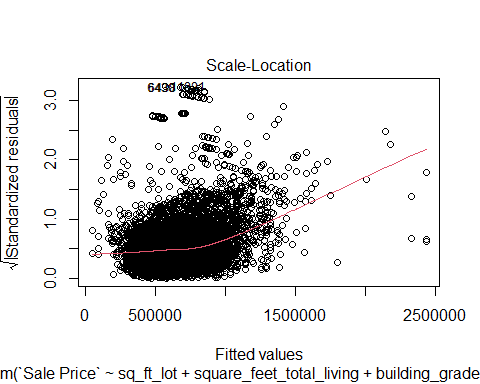 Scale-Location
√|Standardized residuals|
3.0
2.0
1.0
0.0
0
500000
1500000
2500000
Fitted values
m(`Sale Price` ~ sq_ft_lot + square_feet_total_living + building_grade